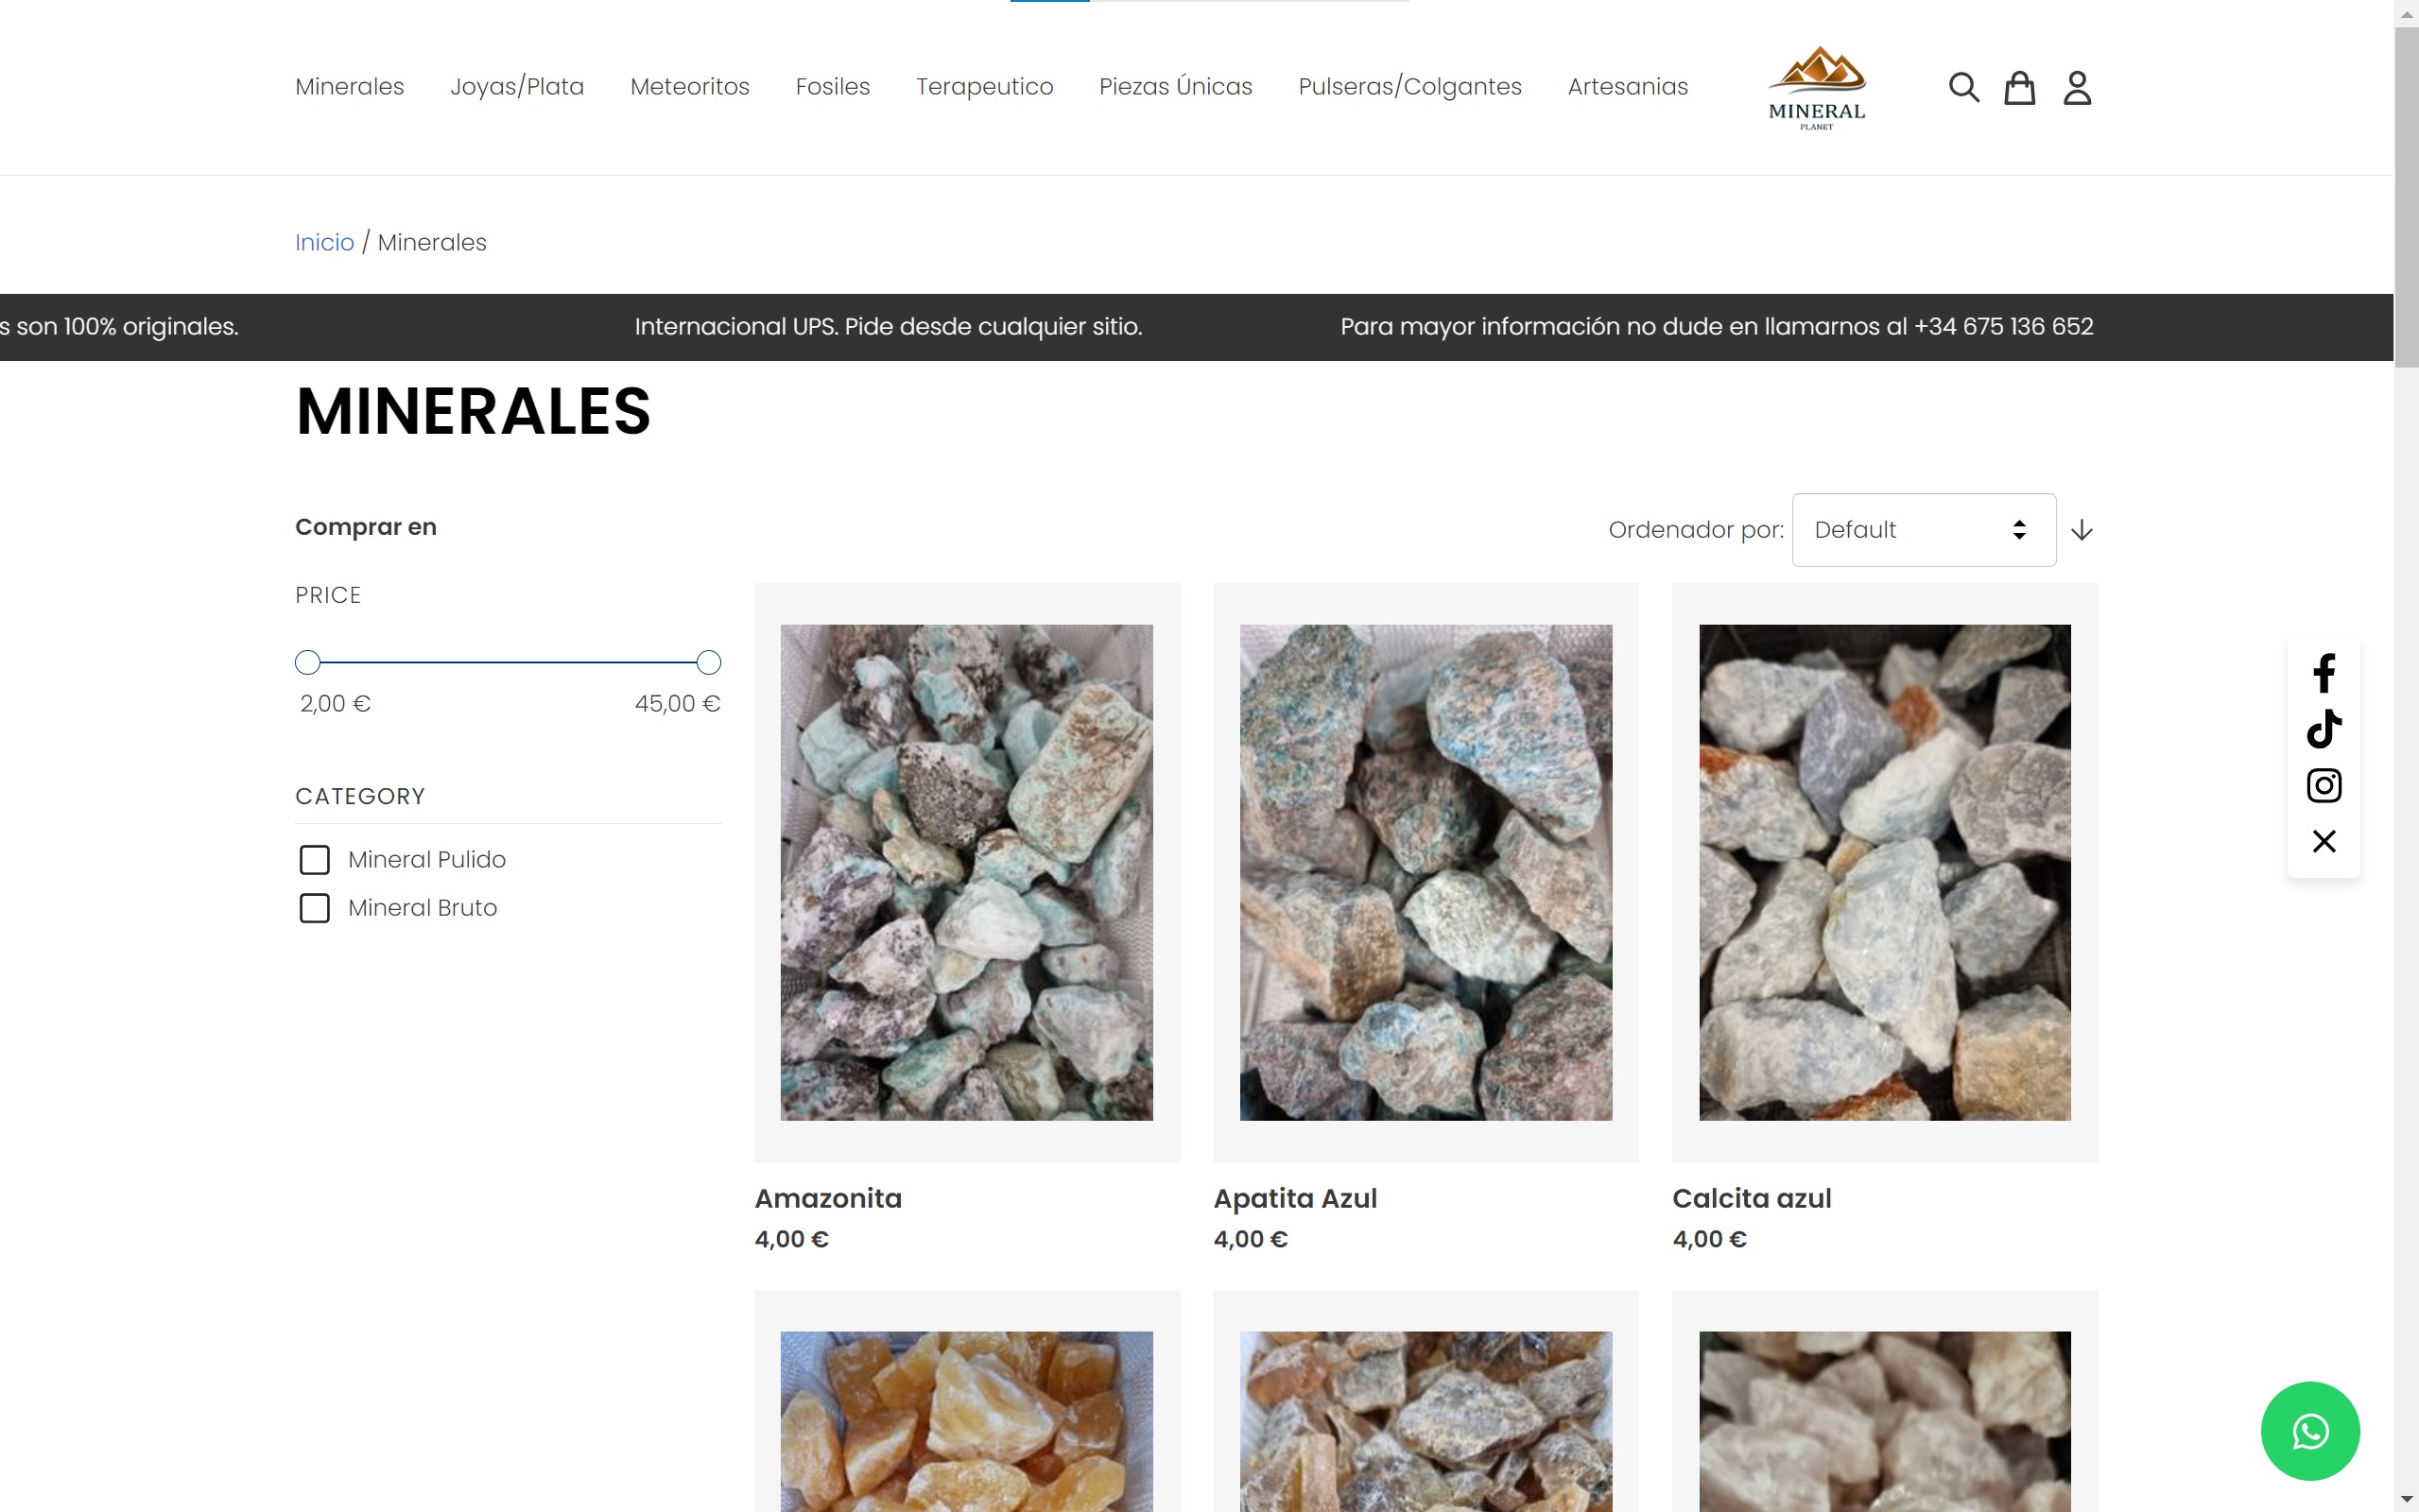 Minerales Joyas/Plata Meteoritos Fosiles Terapeutico Piezas Únicas Pulseras/Colgantes Artesanias
MINERAL
PLANET
Inicio / Minerales
s son 100% originales. Internacional UPS. Pide desde cualquier sitio. Para mayor información no dude en llamarnos al +34 675 136 652
MINERALES
Comprar en
Ordenador por: Default
PRICE
2,00 € 45,00 €
CATEGORY
Mineral Pulido
Mineral Bruto
Amazonita
4,00 €
Apatita Azul
4,00 €
Calcita azul
4,00 €